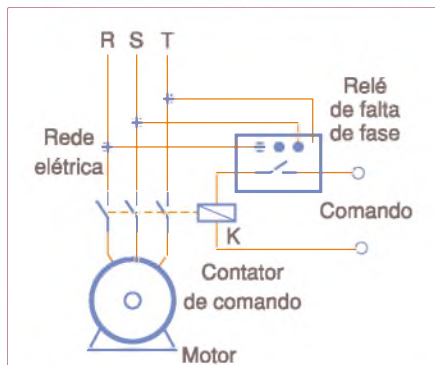 R S T
Relé
de falta
de fase
Rede
elétrica
Comando
K
Contator
de comando
Motor